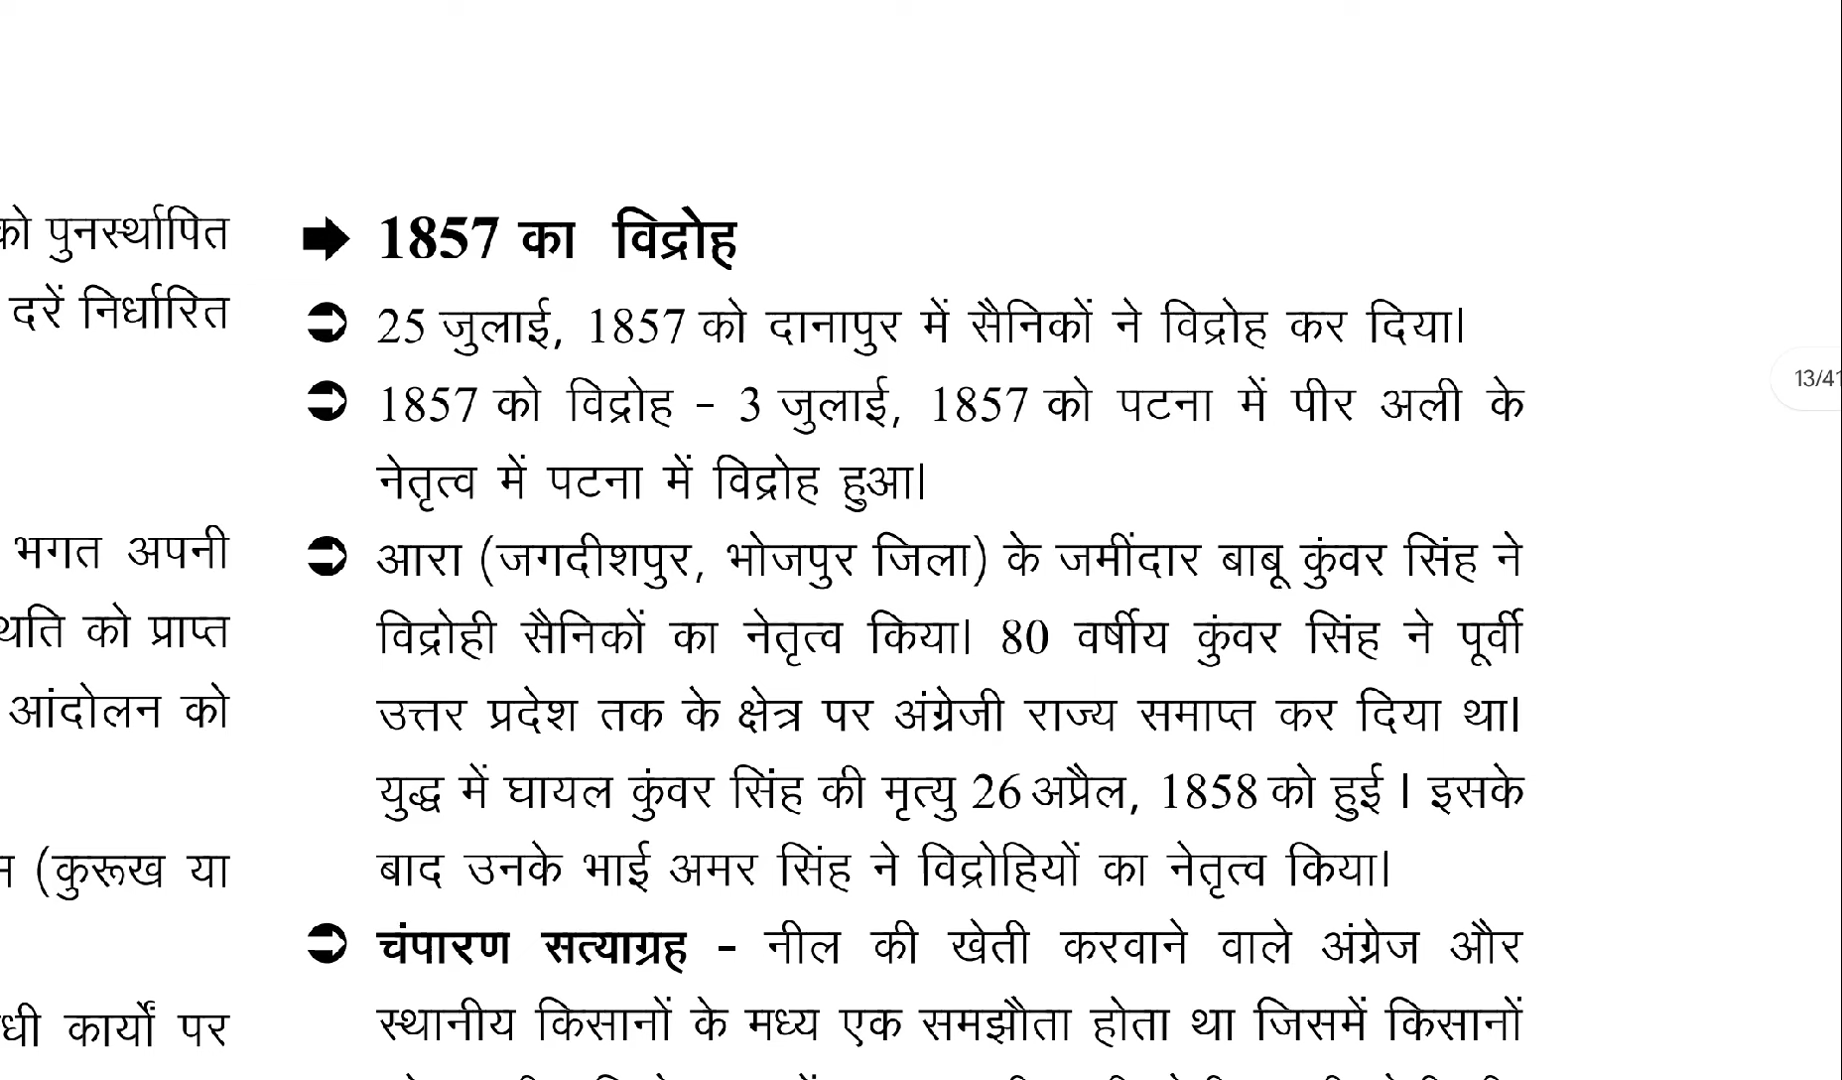 को पुनर्स्थापित
दरें निर्धारित
भगत अपनी
स्थिति को प्राप्त
आंदोलन को
(कुरूख या
कार्यों पर
1857 का विद्रोह
25 जुलाई, 1857 को दानापुर में सैनिकों ने विद्रोह कर दिया।
1857 को विद्रोह - 3 जुलाई, 1857 को पटना में पीर अली के
नेतृत्व में पटना में विद्रोह हुआ।
आरा (जगदीशपुर, भोजपुर जिला) के जमींदार बाबू कुंवर सिंह ने
विद्रोही सैनिकों का नेतृत्व किया। 80 वर्षीय कुंवर सिंह ने पूर्वी
उत्तर प्रदेश तक के क्षेत्र पर अंग्रेजी राज्य समाप्त कर दिया था।
युद्ध में घायल कुंवर सिंह की मृत्यु 26 अप्रैल, 1858 को हुई । इसके
बाद उनके भाई अमर सिंह ने विद्रोहियों का नेतृत्व किया।
चंपारण सत्याग्रह - नील की खेती करवाने वाले अंग्रेज और
स्थानीय किसानों के मध्य एक समझौता होता था जिसमें किसानों
13/41